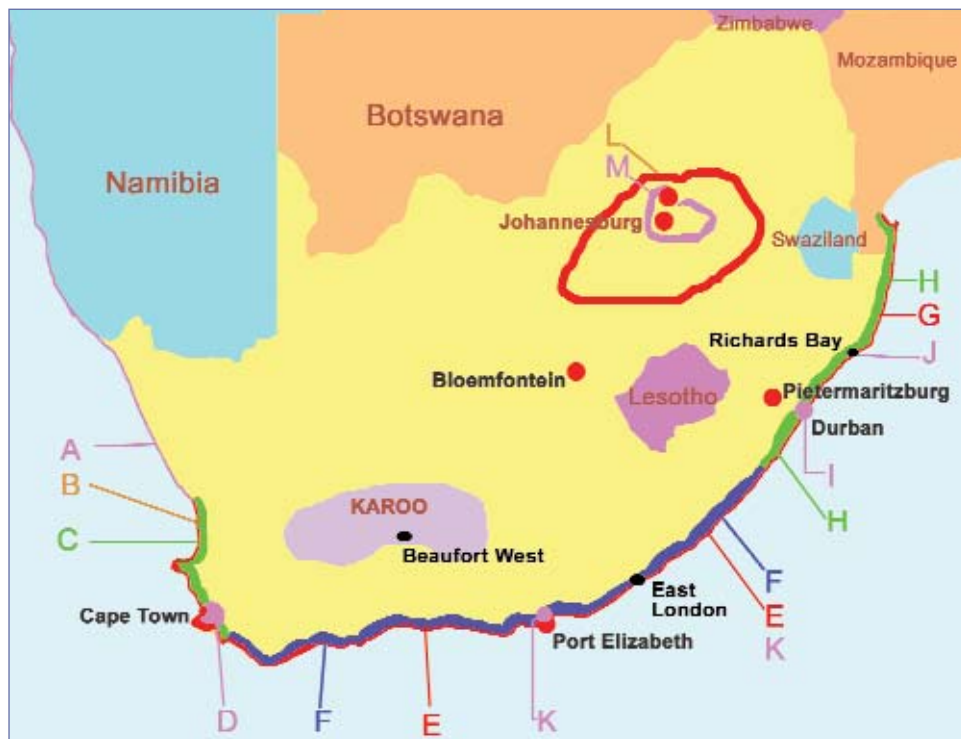 Zimbabwe
Mozambique
Botswana
L
M
Namibia
Johannesburg
Swaziland
H
G
Richards Bay
J
Bloemfontein
Lesotho
Pietermaritzburg
Durban
A
B
C
KAROO
Beaufort West
I
H
F
East
London
E
Cape Town
Port Elizabeth
K
D
F
E
K